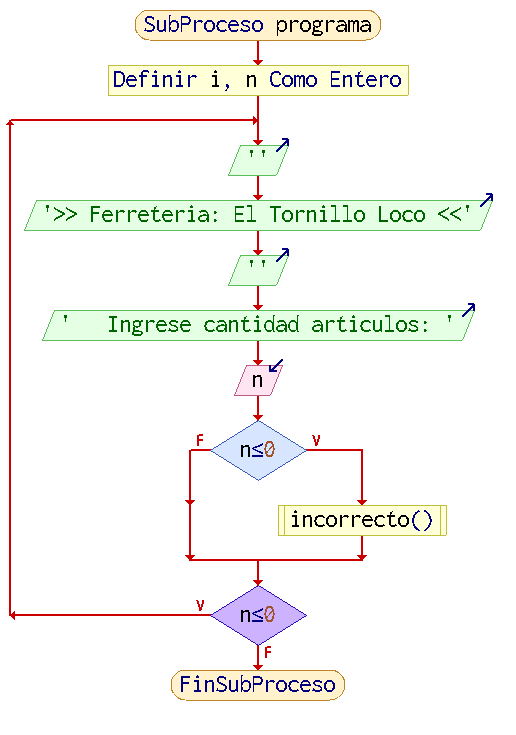 SubProceso programa
Definir i, n Como Entero
''
'>> Ferreteria: El Tornillo Loco <<'
''
'   Ingrese cantidad articulos: '
n
F
V
n≤0
incorrecto()
V
n≤0
F
FinSubProceso